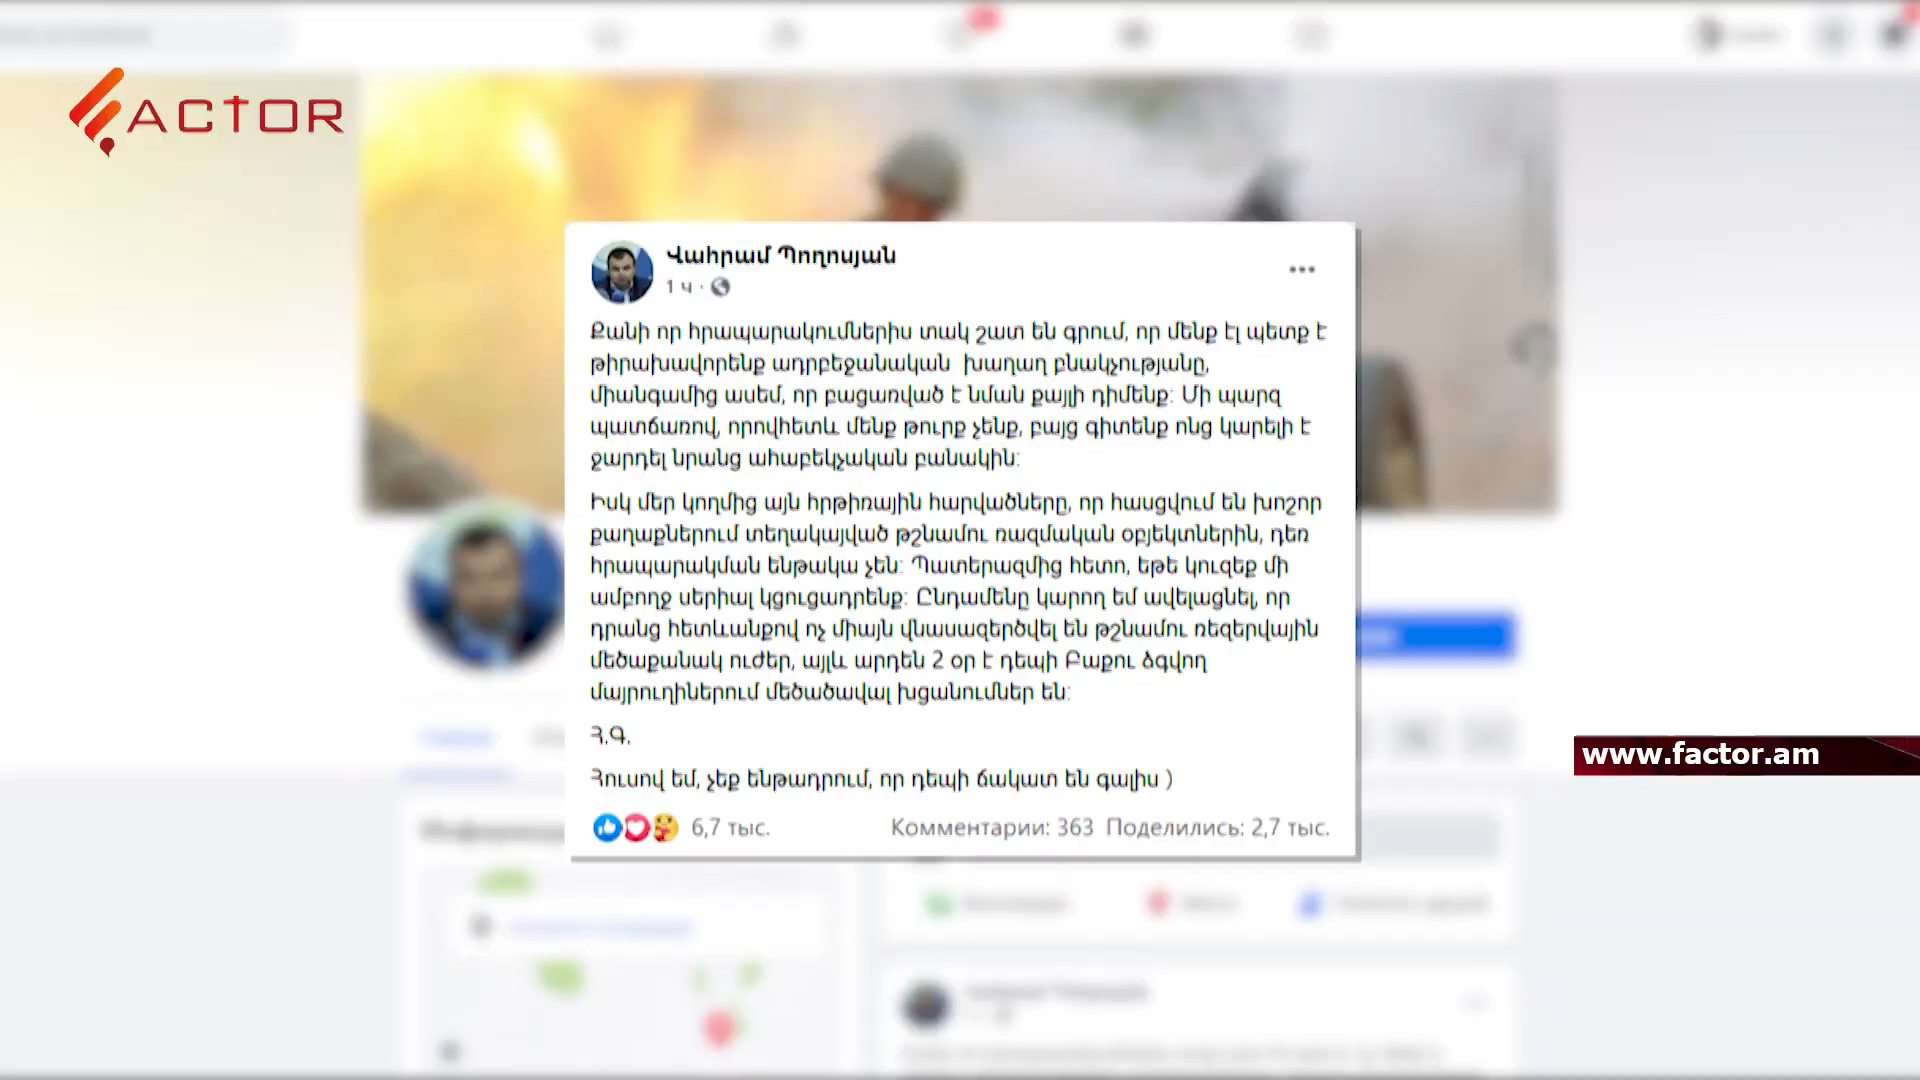 ACTOR
Վահրամ Պողոսյան
1 ч ·
Քանի որ հրապարակումներիս տակ շատ են գրում, որ մենք էլ պետք է
թիրախավորենք ադրբեջանական խաղաղ բնակչությանը,
միանգամից ասեմ, որ բացառված է նման քայլի դիմենք: Մի պարզ
պատճառով, որովհետև մենք թուրք չենք, բայց գիտենք ոնց կարելի է
ջարդել նրանց ահաբեկչական բանակին:
Իսկ մեր կողմից այն հրթիռային հարվածները, որ հասցվում են խոշոր
քաղաքներում տեղակայված թշնամու ռազմական օբյեկտներին, դեռ
հրապարակման ենթակա չեն: Պատերազմից հետո, եթե կուզեք մի
ամբողջ սերիալ կցուցադրենք: Ընդամենը կարող եմ ավելացնել, որ
դրանց հետևանքով ոչ միայն վնասազերծվել են թշնամու ռեզերվային
մեծաքանակ ուժեր, այլև արդեն 2 օր է դեպի Բաքու ձգվող
մայրուղիներում մեծածավալ խցանումներ են:
Հ.Գ.
Հուսով եմ, չեք ենթադրում, որ դեպի ճակատ են գալիս )
6,7 тыс. Комментарии: 363 Поделились: 2,7 тыс.
www.factor.am